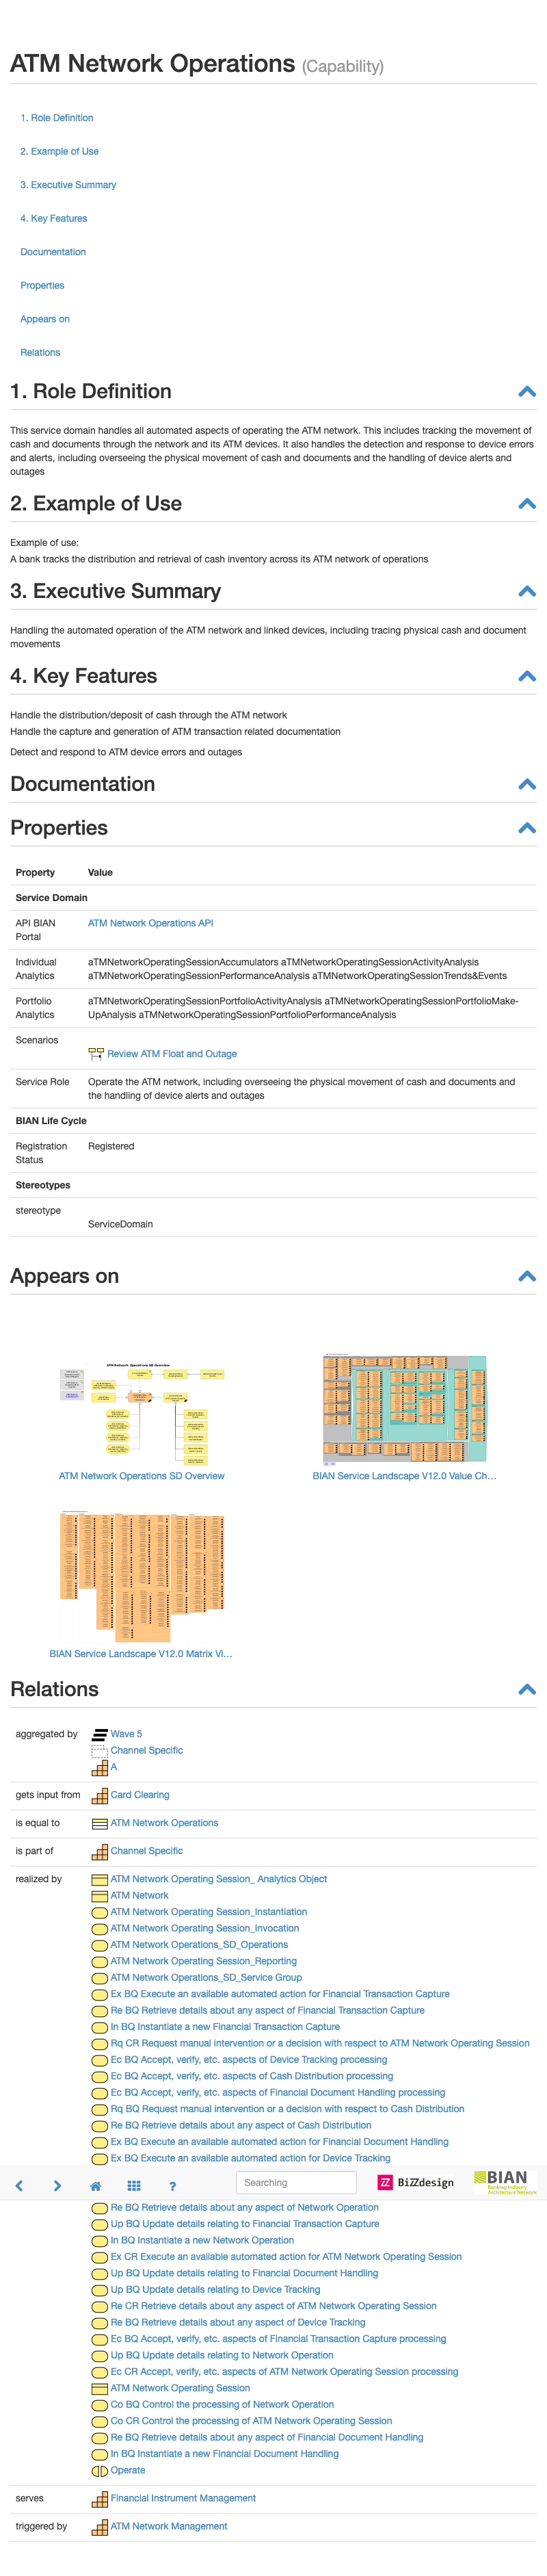 ATM Network Operations (Capability)
1. Role Definition
2. Example of Use
3. Executive Summary
4. Key Features
Documentation
Properties
Appears on
Relations
1. Role Definition
This service domain handles all automated aspects of operating the ATM network. This includes tracking the movement of
cash and documents through the network and its ATM devices. It also handles the detection and response to device errors
and alerts, including overseeing the physical movement of cash and documents and the handling of device alerts and
outages
2. Example of Use
Example of use:
A bank tracks the distribution and retrieval of cash inventory across its ATM network of operations
3. Executive Summary
Handling the automated operation of the ATM network and linked devices, including tracing physical cash and document
movements
4. Key Features
Handle the distribution/deposit of cash through the ATM network
Handle the capture and generation of ATM transaction related documentation
Detect and respond to ATM device errors and outages
Documentation
Properties
Property Value
Service Domain
API BIAN Portal ATM Network Operations API
Individual Analytics aTMNetworkOperatingSessionAccumulators aTMNetworkOperatingSessionActivityAnalysis
aTMNetworkOperatingSessionPerformanceAnalysis aTMNetworkOperatingSessionTrends&Events
Portfolio Analytics aTMNetworkOperatingSessionPortfolioActivityAnalysis aTMNetworkOperatingSessionPortfolioMake-
UpAnalysis aTMNetworkOperatingSessionPortfolioPerformanceAnalysis
Scenarios
Review ATM Float and Outage
Service Role Operate the ATM network, including overseeing the physical movement of cash and documents and
the handling of device alerts and outages
BIAN Life Cycle
Registration Status Registered
Stereotypes
stereotype
ServiceDomain
Appears on
ATM Network Operations SD Overview
ATM Network Operations SD Overview
BIAN Service Landscape V12.0 Value Ch...
BIAN Service Landscape V12.0 Matrix Vi...
Relations
aggregated by Wave 5
Channel Specific
A
gets input from Card Clearing
is equal to ATM Network Operations
is part of Channel Specific
realized by ATM Network Operating Session_ Analytics Object
ATM Network
ATM Network Operating Session_Instantiation
ATM Network Operating Session_Invocation
ATM Network Operations_SD_Operations
ATM Network Operating Session_Reporting
ATM Network Operations_SD_Service Group
Ex BQ Execute an available automated action for Financial Transaction Capture
Re BQ Retrieve details about any aspect of Financial Transaction Capture
In BQ Instantiate a new Financial Transaction Capture
Rq CR Request manual intervention or a decision with respect to ATM Network Operating Session
Ec BQ Accept, verify, etc. aspects of Device Tracking processing
Ec BQ Accept, verify, etc. aspects of Cash Distribution processing
Ec BQ Accept, verify, etc. aspects of Financial Document Handling processing
Rq BQ Request manual intervention or a decision with respect to Cash Distribution
Re BQ Retrieve details about any aspect of Cash Distribution
Ex BQ Execute an available automated action for Financial Document Handling
Ex BQ Execute an available automated action for Device Tracking
? Searching BiZZdesign BIAN
Banking Industry
Architecture Network
Re BQ Retrieve details about any aspect of Network Operation
Up BQ Update details relating to Financial Transaction Capture
In BQ Instantiate a new Network Operation
Ex CR Execute an available automated action for ATM Network Operating Session
Up BQ Update details relating to Financial Document Handling
Up BQ Update details relating to Device Tracking
Re CR Retrieve details about any aspect of ATM Network Operating Session
Re BQ Retrieve details about any aspect of Device Tracking
Ec BQ Accept, verify, etc. aspects of Financial Transaction Capture processing
Up BQ Update details relating to Network Operation
Ec CR Accept, verify, etc. aspects of ATM Network Operating Session processing
ATM Network Operating Session
Co BQ Control the processing of Network Operation
Co CR Control the processing of ATM Network Operating Session
Re BQ Retrieve details about any aspect of Financial Document Handling
In BQ Instantiate a new Financial Document Handling
Operate
serves Financial Instrument Management
triggered by ATM Network Management